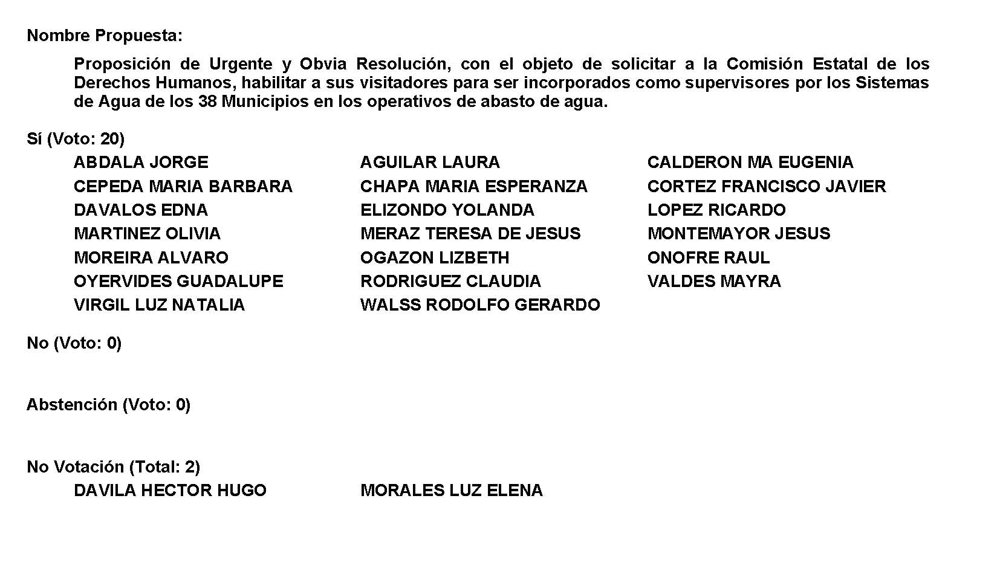 Nombre Propuesta:
Proposición de Urgente y Obvia Resolución, con el objeto de solicitar a la Comisión Estatal de los
Derechos Humanos, habilitar a sus visitadores para ser incorporados como supervisores por los Sistemas
de Agua de los 38 Municipios en los operativos de abasto de agua.
Sí (Voto: 20)
ABDALA JORGE AGUILAR LAURA CALDERON MA EUGENIA
CEPEDA MARIA BARBARA CHAPA MARIA ESPERANZA CORTEZ FRANCISCO JAVIER
DAVALOS EDNA ELIZONDO YOLANDA LOPEZ RICARDO
MARTINEZ OLIVIA MERAZ TERESA DE JESUS MONTEMAYOR JESUS
MOREIRA ALVARO OGAZON LIZBETH ONOFRE RAUL
OYERVIDES GUADALUPE RODRIGUEZ CLAUDIA VALDES MAYRA
VIRGIL LUZ NATALIA WALSS RODOLFO GERARDO
No (Voto: 0)
Abstención (Voto: 0)
No Votación (Total: 2)
DAVILA HECTOR HUGO MORALES LUZ ELENA